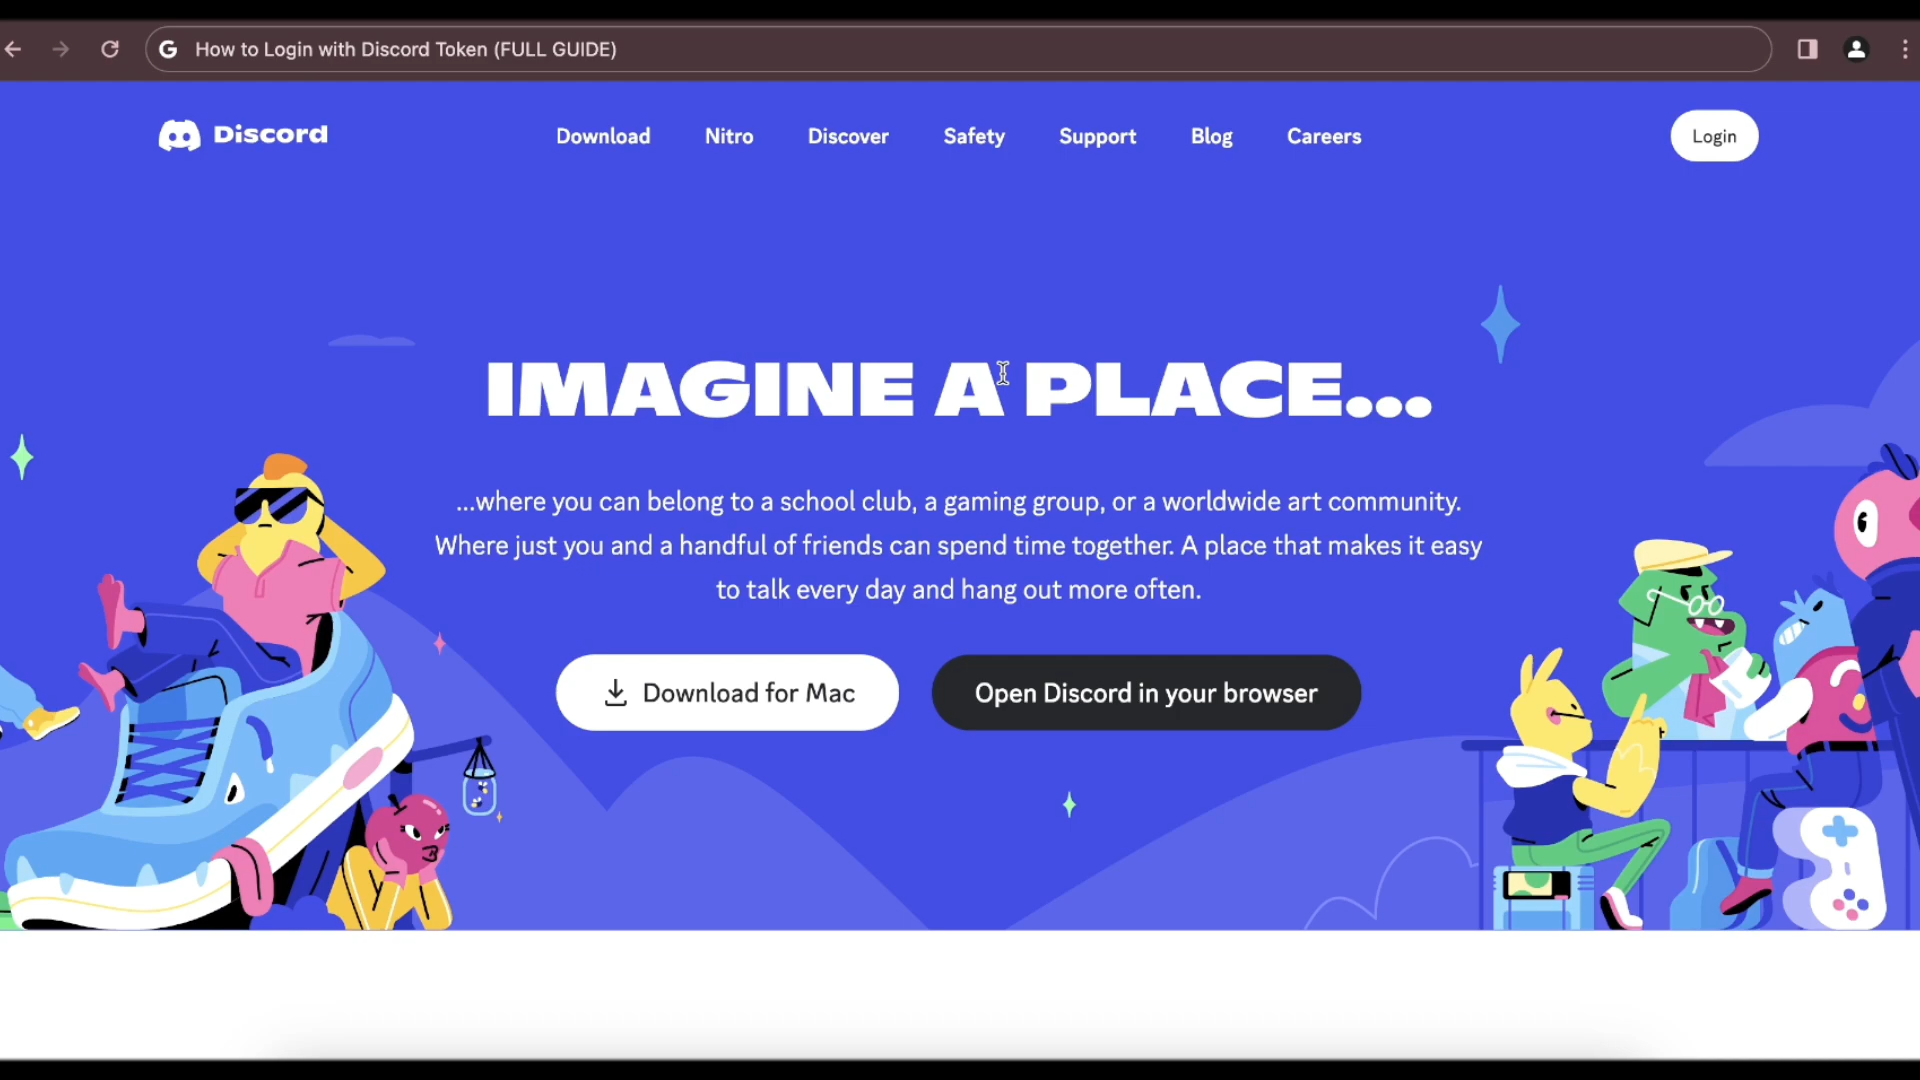 How to Login with Discord Token (FULL GUIDE)
Discord
Download
Nitro
Discover
Safety
Support
Blog
Careers
Login
IMAGINE A PLACE...
...where you can belong to a school club, a gaming group, or a worldwide art community.
Where just you and a handful of friends can spend time together. A place that makes it easy
to talk every day and hang out more often.
Download for Mac
Open Discord in your browser